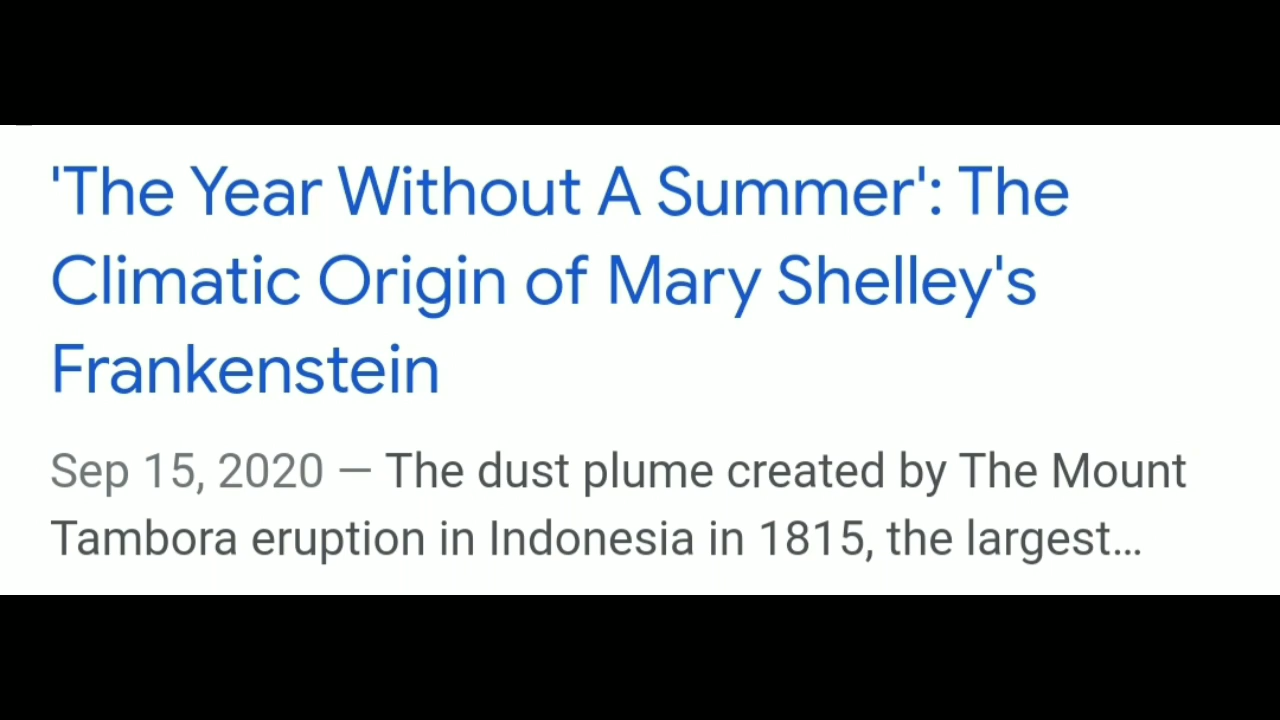 'The Year Without A Summer': The
Climatic Origin of Mary Shelley's
Frankenstein
Sep 15, 2020 — The dust plume created by The Mount
Tambora eruption in Indonesia in 1815, the largest...